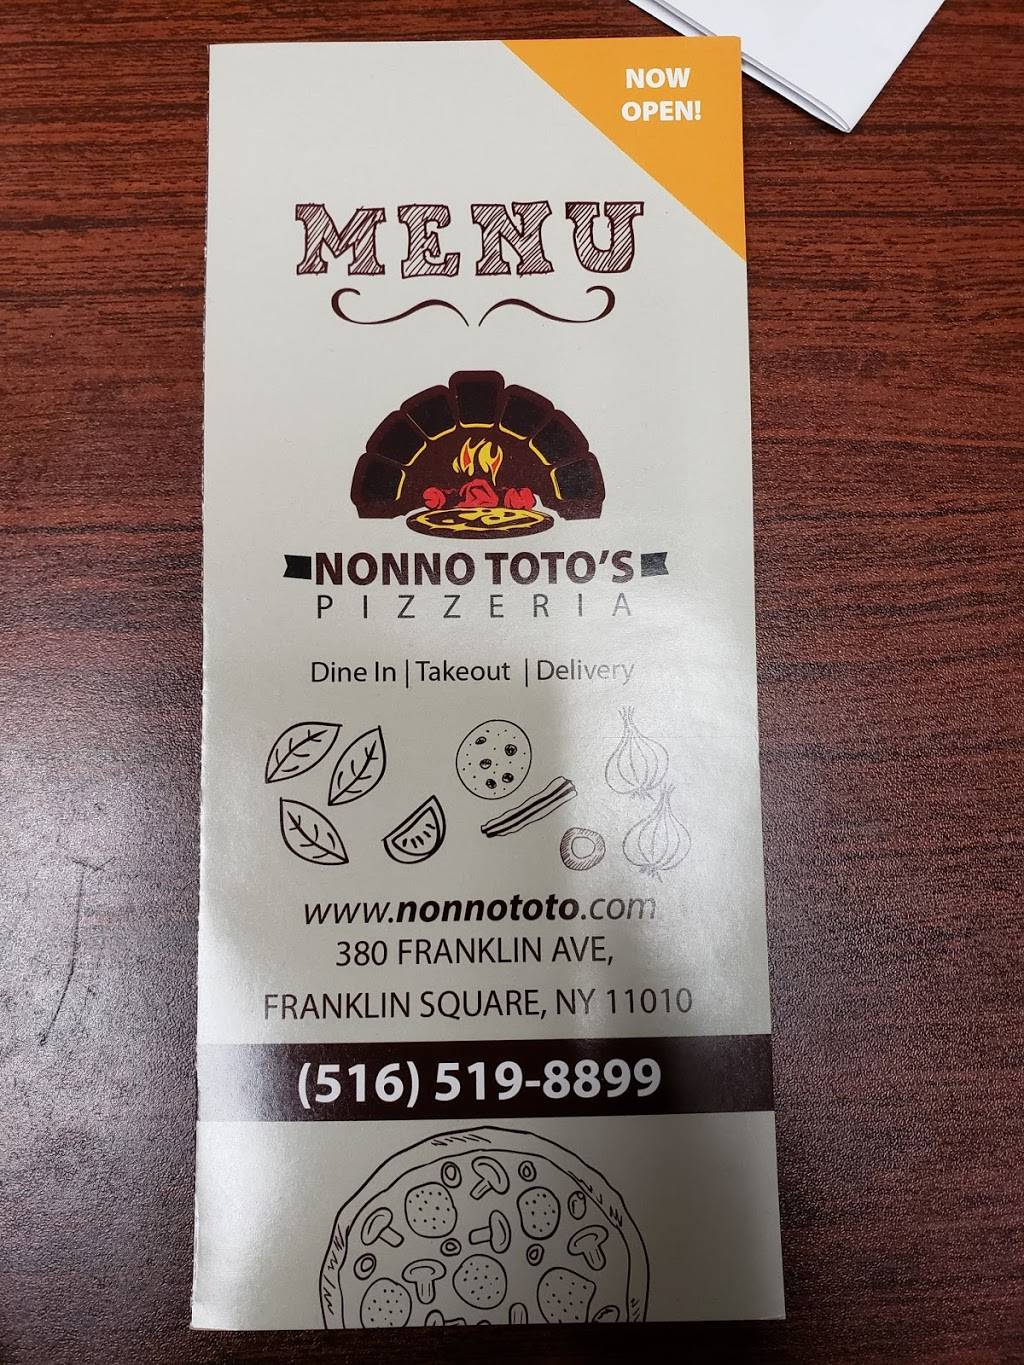 NOW
OPEN!
MENU
NONNO TOTO'S
PIZZERIA
Dine In | Takeout | Delivery
www.nonnototo.com
380 FRANKLIN AVE,
FRANKLIN SQUARE, NY 11010
(516) 519-8899